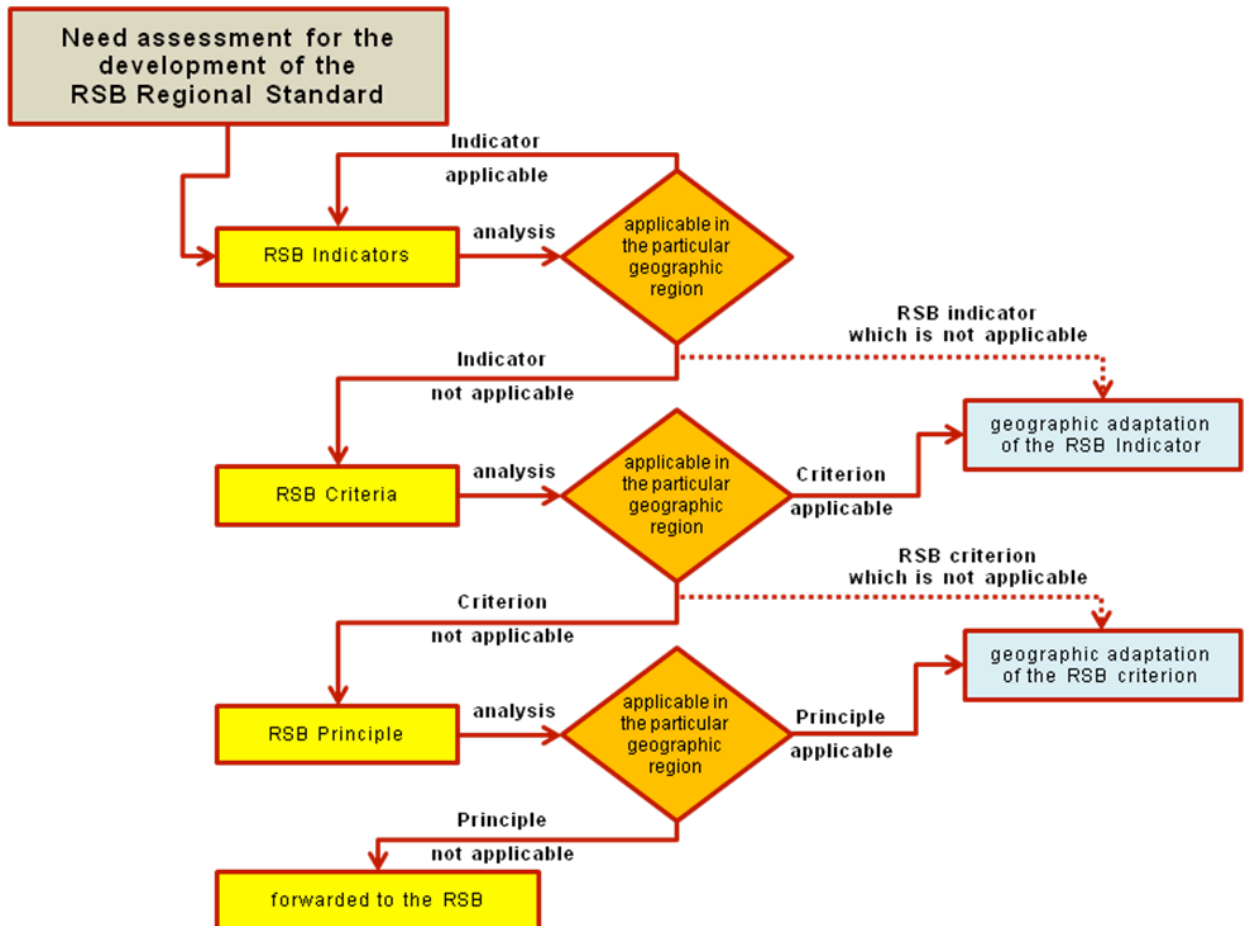 Need assessment for the
development of the
RSB Regional Standard
Indicator
applicable
RSB Indicators
analysis
applicable in
the particular
geographic
region
RSB indicator
which is not applicable
Indicator
not applicable
geographic adaptation
of the RSB Indicator
RSB Criteria
analysis
applicable in
the particular
geographic
region
Criterion
applicable
RSB criterion
which is not applicable
Criterion
not applicable
geographic adaptation
of the RSB criterion
RSB Principle
analysis
applicable in
the particular
geographic
region
Principle
applicable
Principle
not applicable
forwarded to the RSB